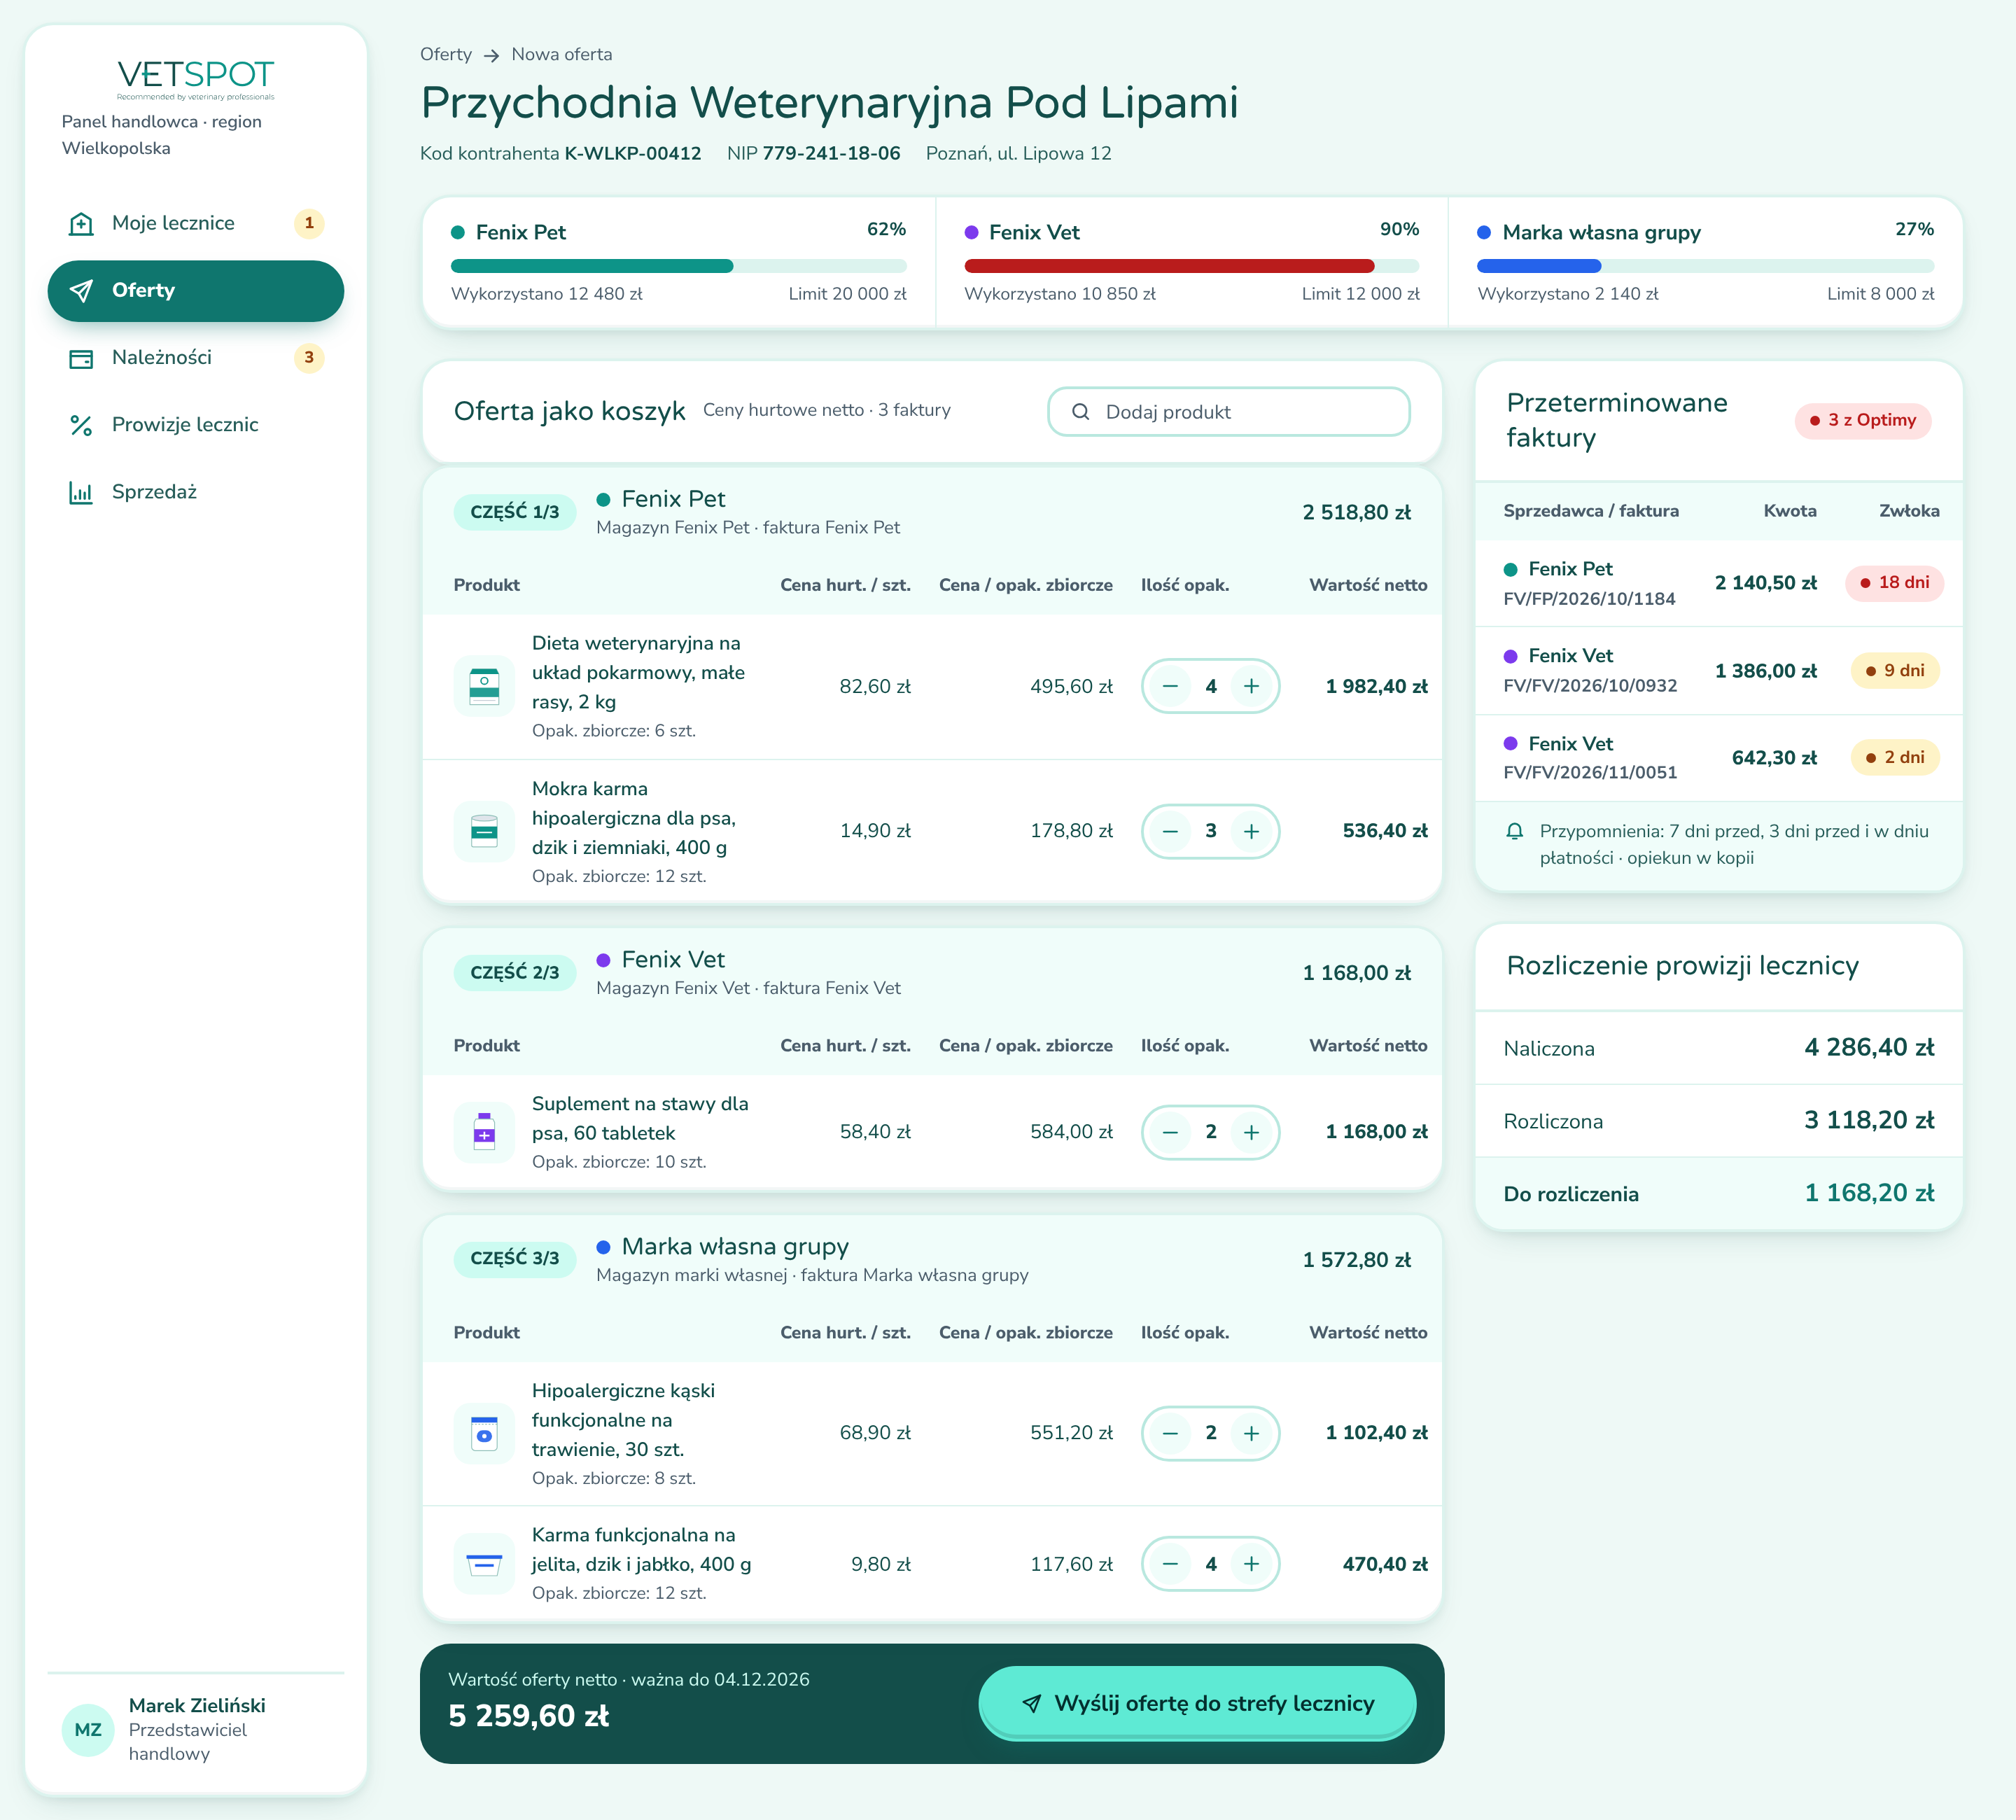 VETSPOT
Recommended by veterinary professionals
Panel handlowca · region
Wielkopolska
Moje lecznice 1
Oferty
Należności 3
Prowizje lecznic
Sprzedaż
MZ
Marek Zieliński
Przedstawiciel
handlowy
Oferty → Nowa oferta
Przychodnia Weterynaryjna Pod Lipami
Kod kontrahenta K-WLKP-00412 NIP 779-241-18-06 Poznań, ul. Lipowa 12
Fenix Pet 62%
Wykorzystano 12 480 zł Limit 20 000 zł
Fenix Vet 90%
Wykorzystano 10 850 zł Limit 12 000 zł
Marka własna grupy 27%
Wykorzystano 2 140 zł Limit 8 000 zł
Oferta jako koszyk Ceny hurtowe netto · 3 faktury Dodaj produkt
CZĘŚĆ 1/3 Fenix Pet 2 518,80 zł
Magazyn Fenix Pet · faktura Fenix Pet
Produkt Cena hurt. / szt. Cena / opak. zbiorcze Ilość opak. Wartość netto
Dieta weterynaryjna na
układ pokarmowy, małe
rasy, 2 kg
Opak. zbiorcze: 6 szt.
82,60 zł 495,60 zł − 4 + 1 982,40 zł
Mokra karma
hipoalergiczna dla psa,
dzik i ziemniaki, 400 g
Opak. zbiorcze: 12 szt.
14,90 zł 178,80 zł − 3 + 536,40 zł
CZĘŚĆ 2/3 Fenix Vet 1 168,00 zł
Magazyn Fenix Vet · faktura Fenix Vet
Produkt Cena hurt. / szt. Cena / opak. zbiorcze Ilość opak. Wartość netto
Suplement na stawy dla
psa, 60 tabletek
Opak. zbiorcze: 10 szt.
58,40 zł 584,00 zł − 2 + 1 168,00 zł
CZĘŚĆ 3/3 Marka własna grupy 1 572,80 zł
Magazyn marki własnej · faktura Marka własna grupy
Produkt Cena hurt. / szt. Cena / opak. zbiorcze Ilość opak. Wartość netto
Hipoalergiczne kąski
funkcjonalne na
trawienie, 30 szt.
Opak. zbiorcze: 8 szt.
68,90 zł 551,20 zł − 2 + 1 102,40 zł
Karma funkcjonalna na
jelita, dzik i jabłko, 400 g
Opak. zbiorcze: 12 szt.
9,80 zł 117,60 zł − 4 + 470,40 zł
Wartość oferty netto · ważna do 04.12.2026
5 259,60 zł
Wyślij ofertę do strefy lecznicy
Przeterminowane
faktury
3 z Optimy
Sprzedawca / faktura Kwota Zwłoka
Fenix Pet
FV/FP/2026/10/1184
2 140,50 zł 18 dni
Fenix Vet
FV/FV/2026/10/0932
1 386,00 zł 9 dni
Fenix Vet
FV/FV/2026/11/0051
642,30 zł 2 dni
Przypomnienia: 7 dni przed, 3 dni przed i w dniu
płatności · opiekun w kopii
Rozliczenie prowizji lecznicy
Naliczona 4 286,40 zł
Rozliczona 3 118,20 zł
Do rozliczenia 1 168,20 zł